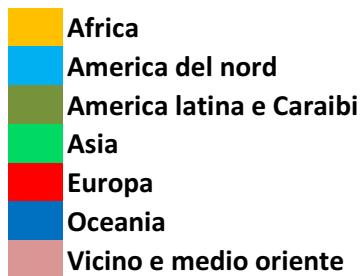 Africa
America del nord
America latina e Caraibi
Asia
Europa
Oceania
Vicino e medio oriente